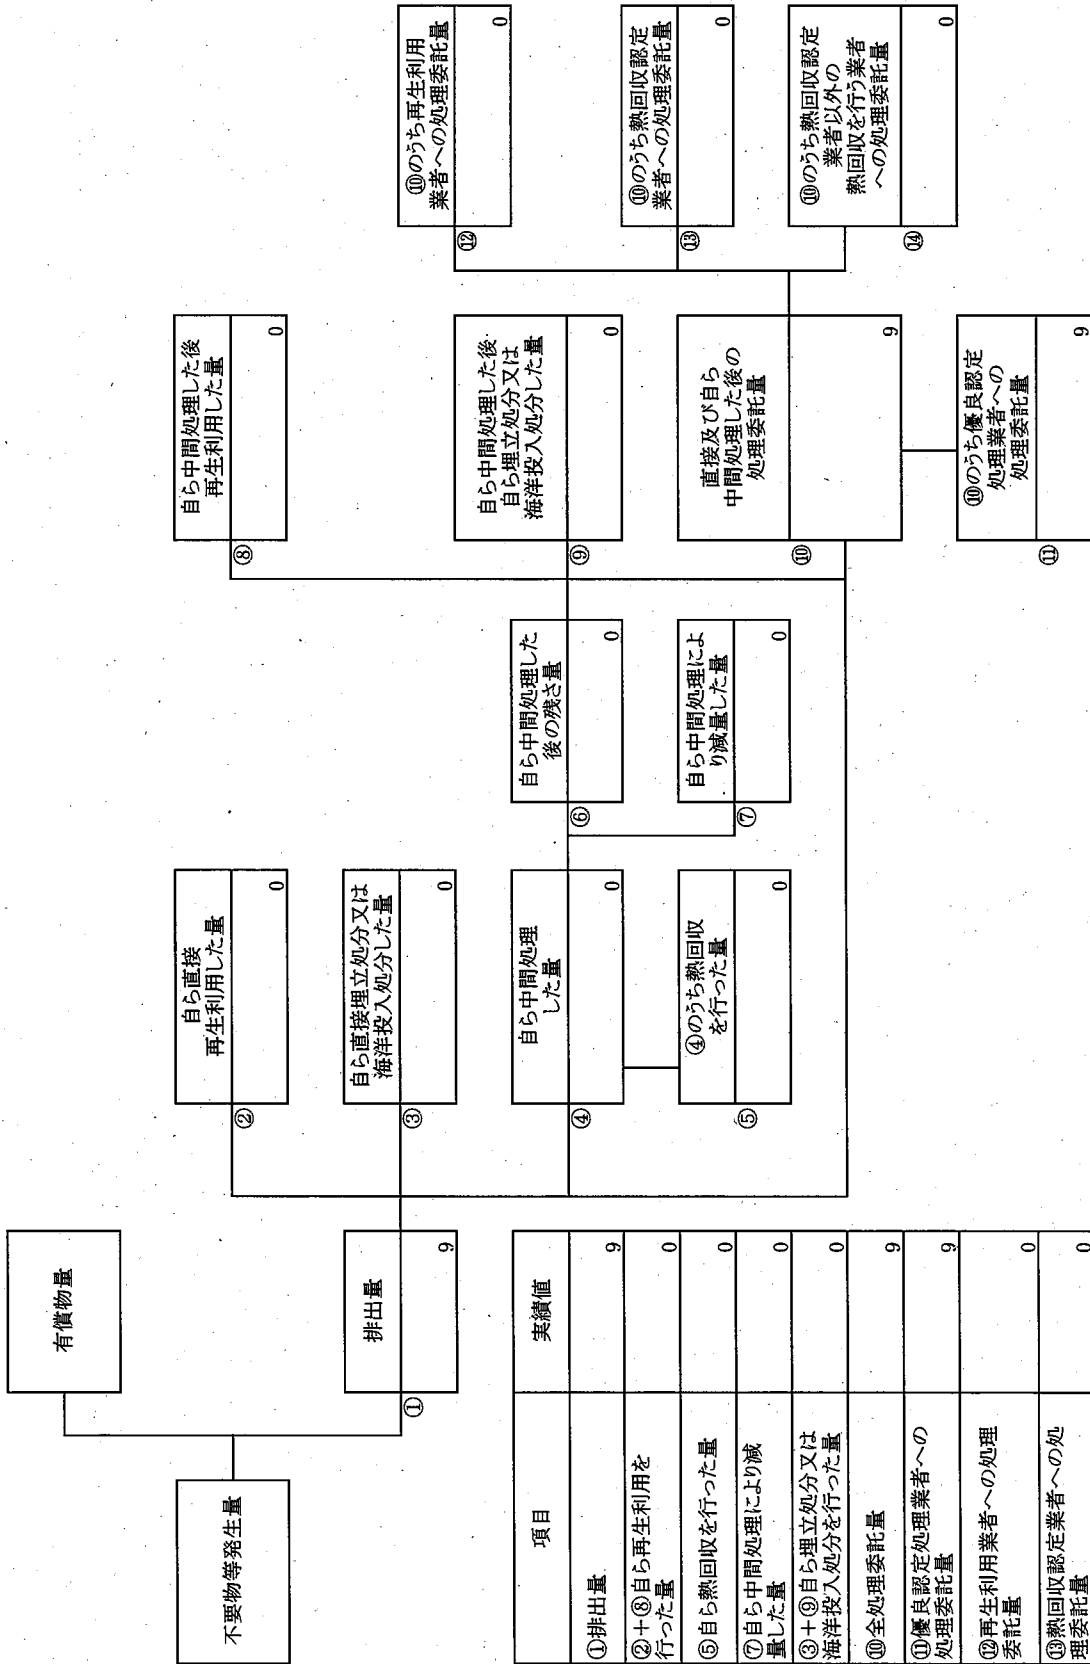 不要物等発生量
有償物量
①
排出量
9
②
自ら直接
再生利用した量
0
③
自ら直接埋立処分又は
海洋投入処分した量
0
④
自ら中間処理
した量
0
⑤
④のうち熱回収
を行った量
0
⑥
自ら中間処理した
後の残さ量
0
⑦
自ら中間処理によ
り減量した量
0
⑧
自ら中間処理した後
再生利用した量
0
⑨
自ら中間処理した後
自ら埋立処分又は
海洋投入処分した量
0
⑩
直接及び自ら
中間処理した後の
処理委託量
9
⑪
⑩のうち優良認定
処理業者への
処理委託量
9
⑫
⑩のうち再生利用
業者への処理委託量
0
⑬
⑩のうち熱回収認定
業者への処理委託量
0
⑭
⑩のうち熱回収認定
業者以外の
熱回収を行う業者
への処理委託量
0
項目 実績値
①排出量 9
②+⑧自ら再生利用を
行った量 0
⑤自ら熱回収を行った量 0
⑦自ら中間処理により減
量した量 0
③+⑨自ら埋立処分又は
海洋投入処分を行った量 0
⑩全処理委託量 9
⑪優良認定処理業者への
処理委託量 9
⑫再生利用業者への処理
委託量 0
⑬熱回収認定業者への処
理委託量 0